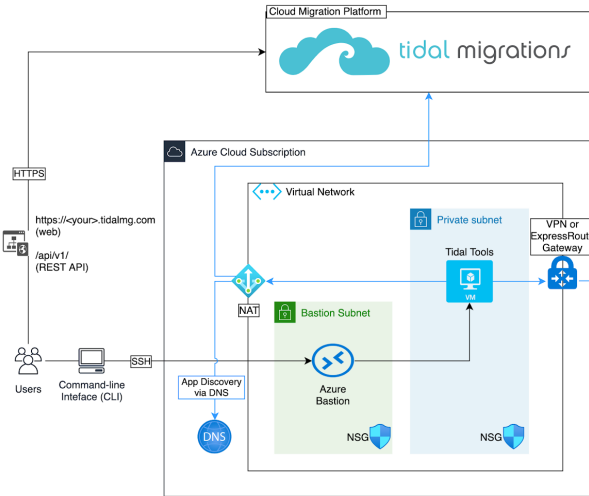 Cloud Migration Platform
tidal migrations
Azure Cloud Subscription
HTTPS
Virtual Network
https://<your>.tidalmg.com
(web)
/api/v1/
(REST API)
Private subnet
VPN or
ExpressRout
Gateway
Tidal Tools
VM
NAT
Bastion Subnet
SSH
Users
Command-line
Inteface (CLI)
App Discovery
via DNS
Azure
Bastion
DNS
NSG
NSG